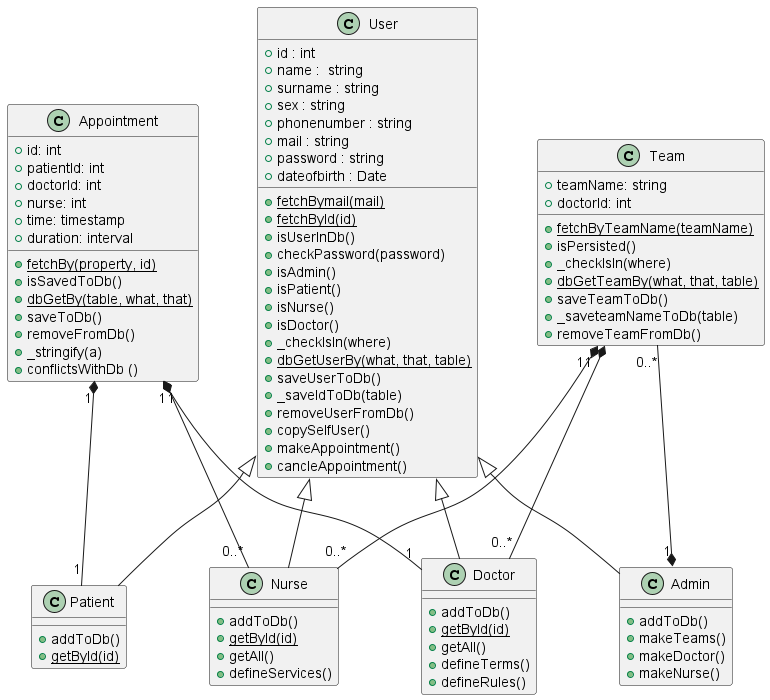 C User
+ id : int
+ name :  string
+ surname : string
+ sex : string
+ phonenumber : string
+ mail : string
+ password : string
+ dateofbirth : Date
fetchBymail(mail)
fetchById(id)
isUserInDb()
checkPassword(password)
isAdmin()
isPatient()
isNurse()
isDoctor()
_checkIsIn(where)
dbGetUserBy(what, that, table)
saveUserToDb()
_saveIdToDb(table)
removeUserFromDb()
copySelfUser()
makeAppointment()
cancleAppointment()
C Appointment
id: int
patientId: int
doctorId: int
nurse: int
time: timestamp
duration: interval
fetchBy(property, id)
isSavedToDb()
dbGetBy(table, what, that)
saveToDb()
removeFromDb()
_stringify(a)
conflictsWithDb ()
C Team
teamName: string
doctorId: int
fetchByTeamName(teamName)
isPersisted()
_checkIsIn(where)
dbGetTeamBy(what, that, table)
saveTeamToDb()
_saveteamNameToDb(table)
removeTeamFromDb()
1
1
1
1
1
0..*
1
0..*
0..*
1
0..*
1
C Patient
addToDb()
getById(id)
C Nurse
addToDb()
getById(id)
getAll()
defineServices()
C Doctor
addToDb()
getById(id)
getAll()
defineTerms()
defineRules()
C Admin
addToDb()
makeTeams()
makeDoctor()
makeNurse()